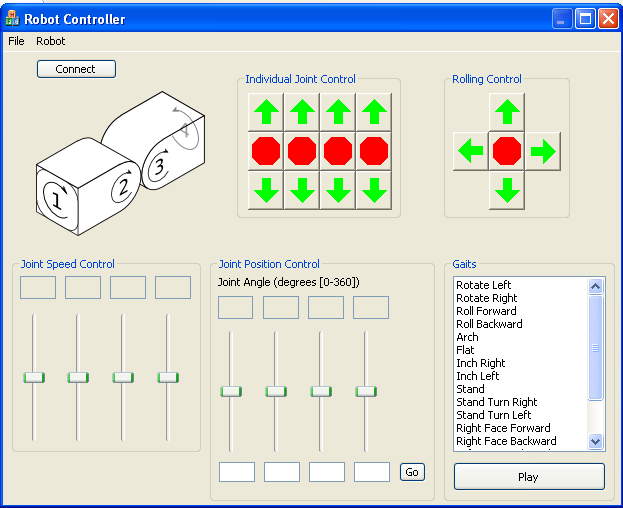 Robot Controller
File Robot
Connect
1
2
3
4
Individual Joint Control
Rolling Control
Joint Speed Control
Joint Position Control
Joint Angle (degrees [0-360])
Go
Gaits
Rotate Left
Rotate Right
Roll Forward
Roll Backward
Arch
Flat
Inch Right
Inch Left
Stand
Stand Turn Right
Stand Turn Left
Right Face Forward
Right Face Backward
Play